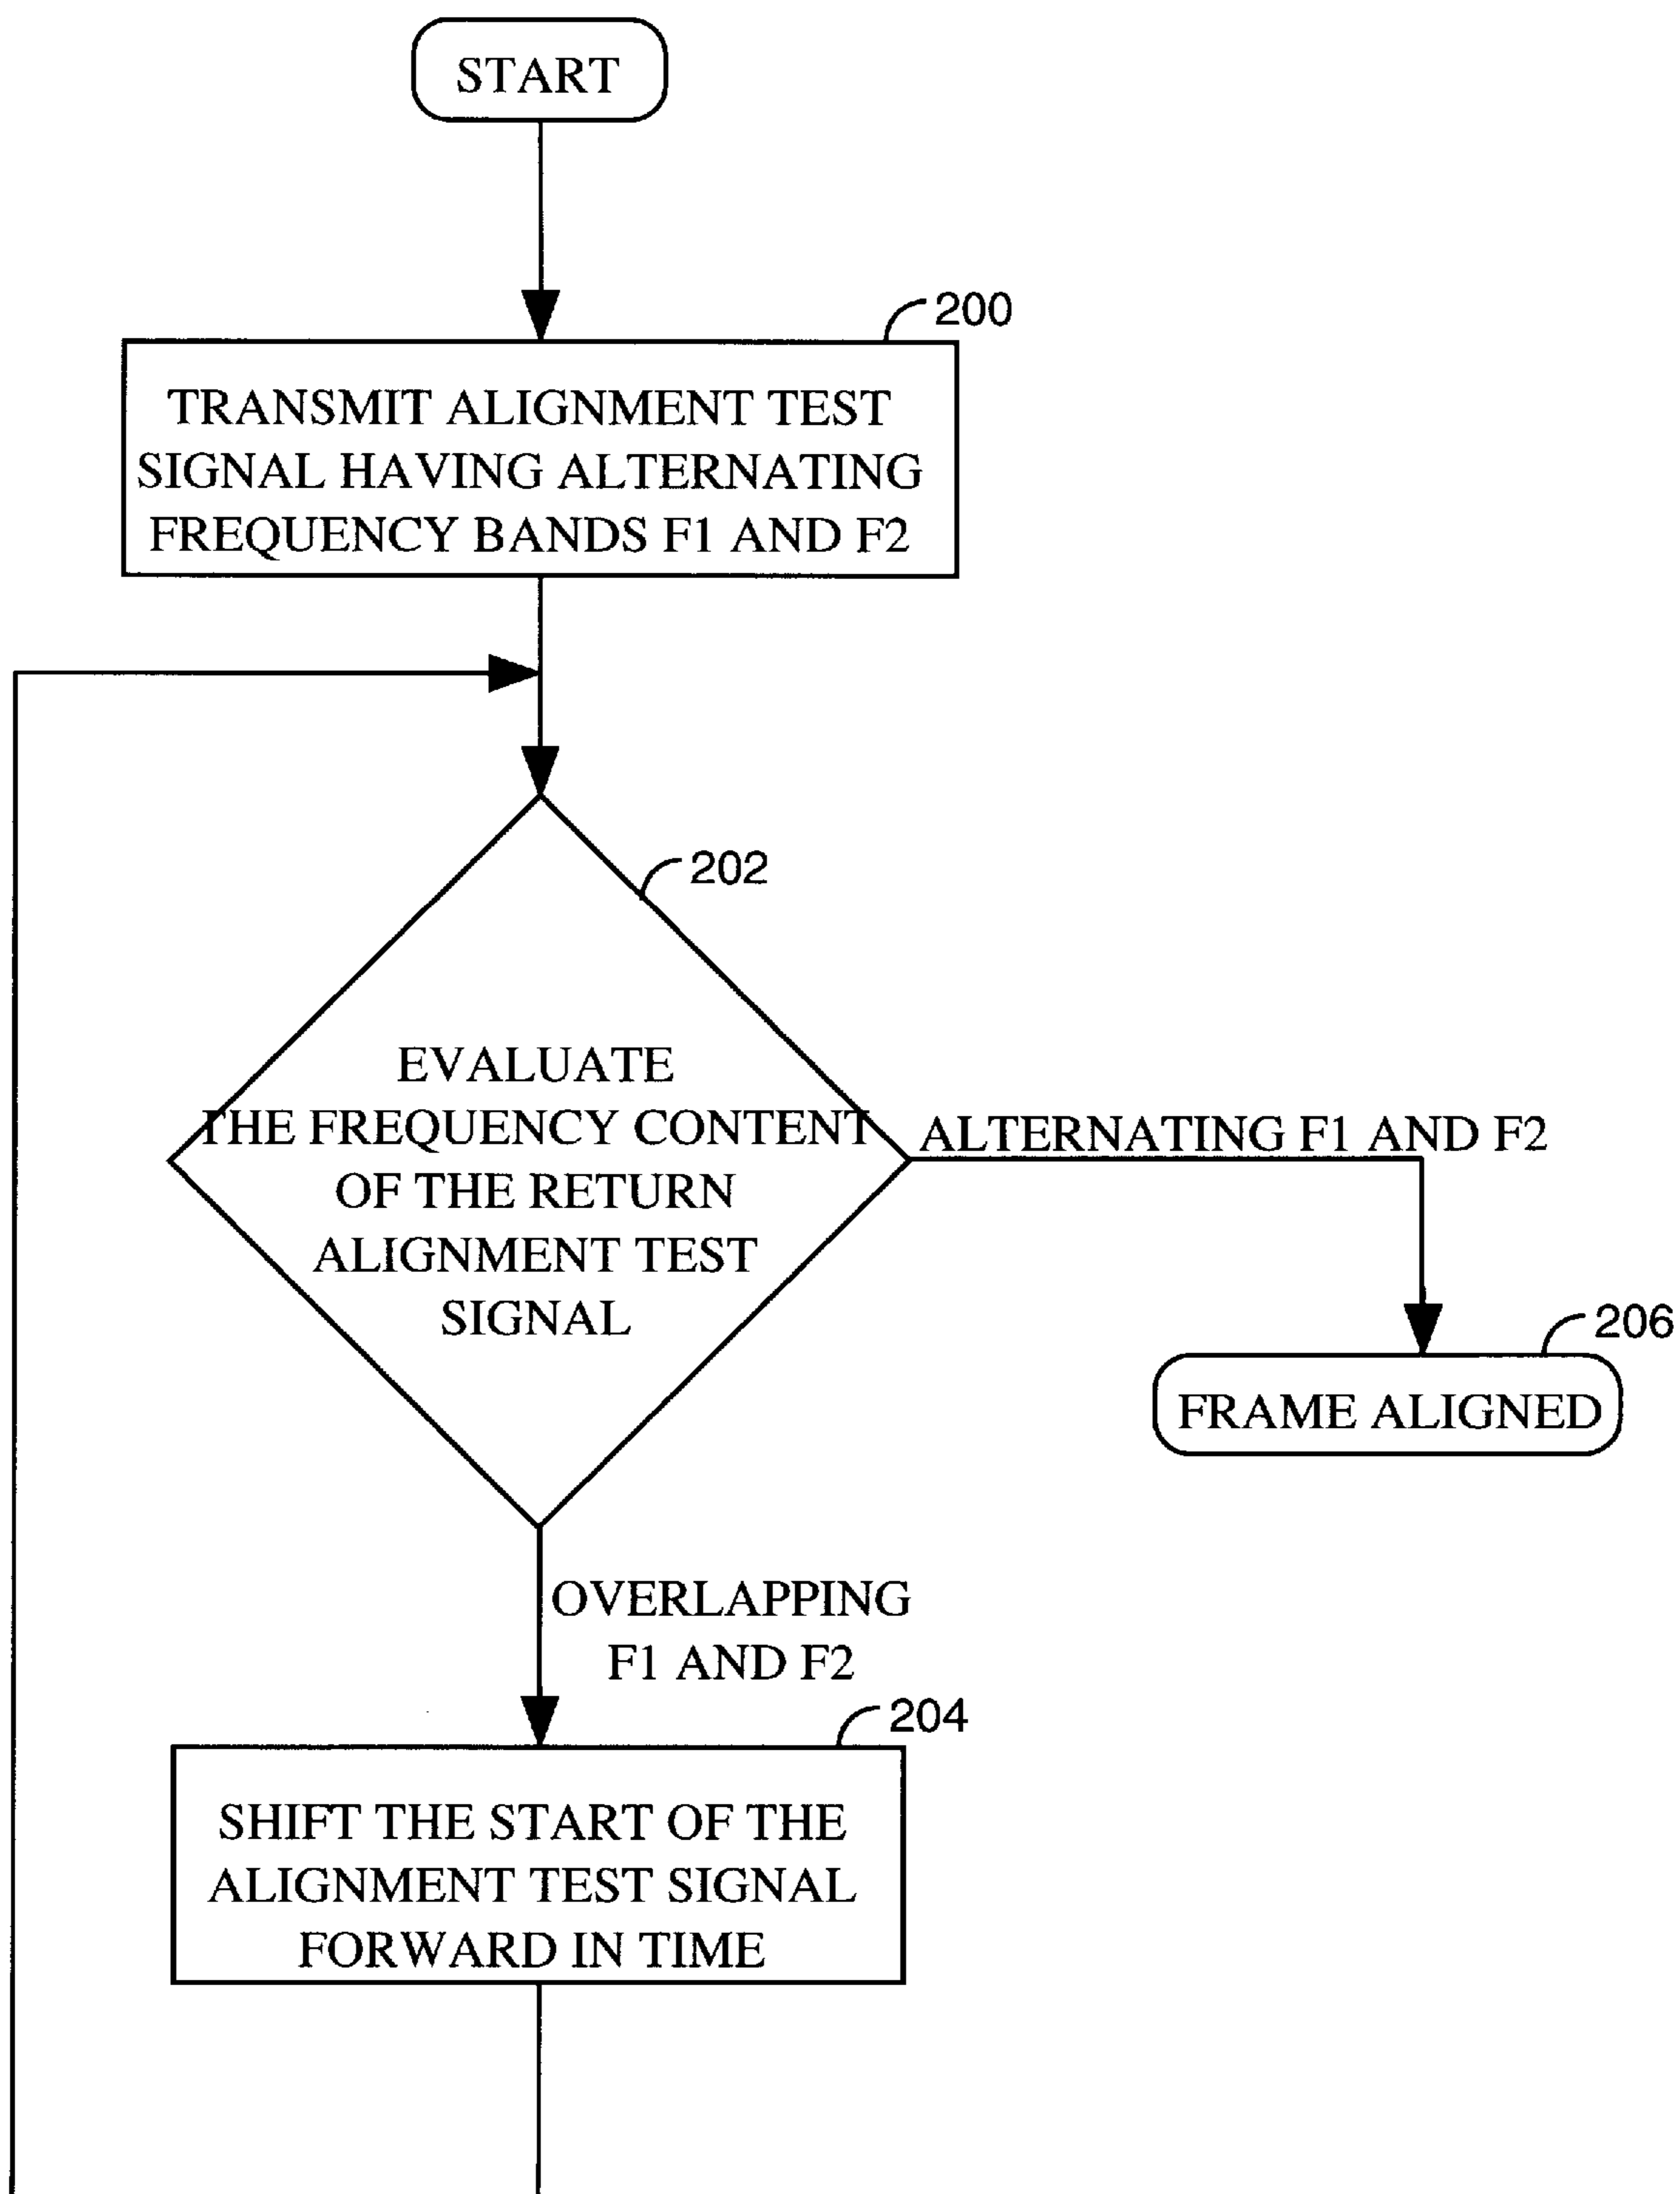 START
200
TRANSMIT ALIGNMENT TEST
SIGNAL HAVING ALTERNATING
FREQUENCY BANDS F1 AND F2
202
EVALUATE
THE FREQUENCY CONTENT
OF THE RETURN
ALIGNMENT TEST
SIGNAL
ALTERNATING F1 AND F2
206
FRAME ALIGNED
OVERLAPPING
F1 AND F2
204
SHIFT THE START OF THE
ALIGNMENT TEST SIGNAL
FORWARD IN TIME